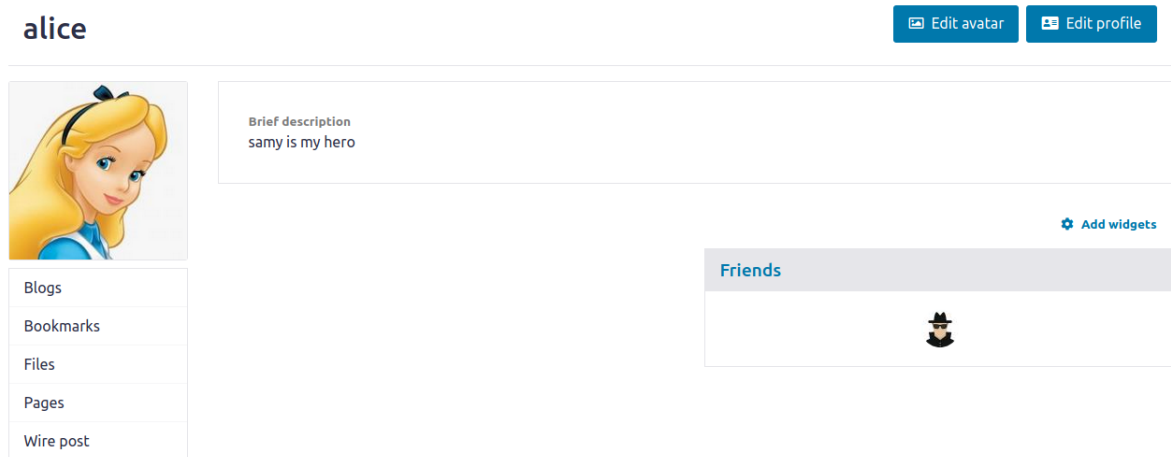 alice
Edit avatar
Edit profile
Brief description
samy is my hero
Add widgets
Friends
Blogs
Bookmarks
Files
Pages
Wire post